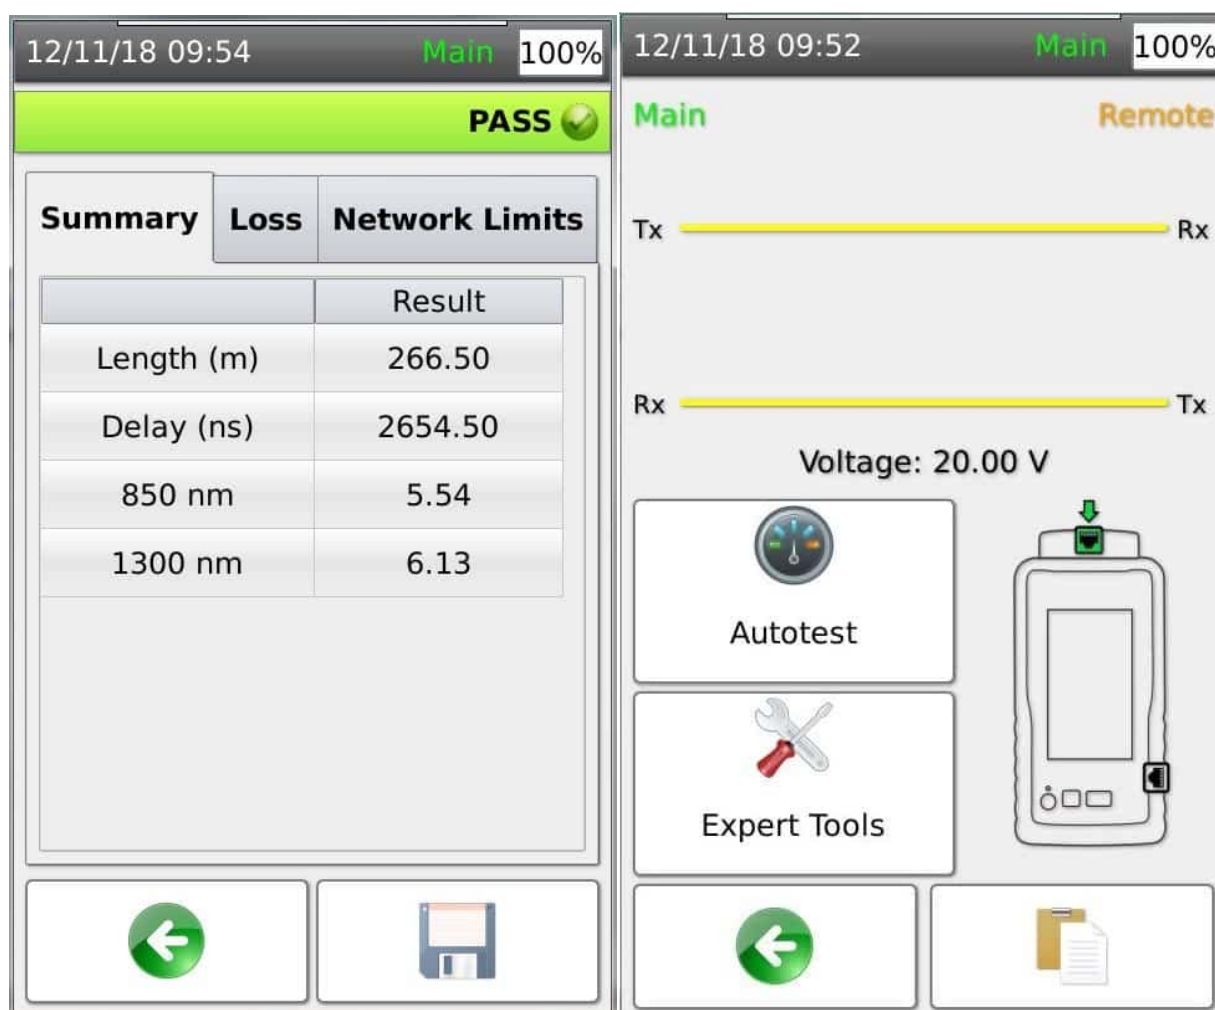 12/11/18 09:54 Main 100%
PASS
Summary Loss Network Limits
Result
Length (m) 266.50
Delay (ns) 2654.50
850 nm 5.54
1300 nm 6.13
12/11/18 09:52 Main 100%
Main Remote
Tx Rx
Rx Tx
Voltage: 20.00 V
Autotest
Expert Tools